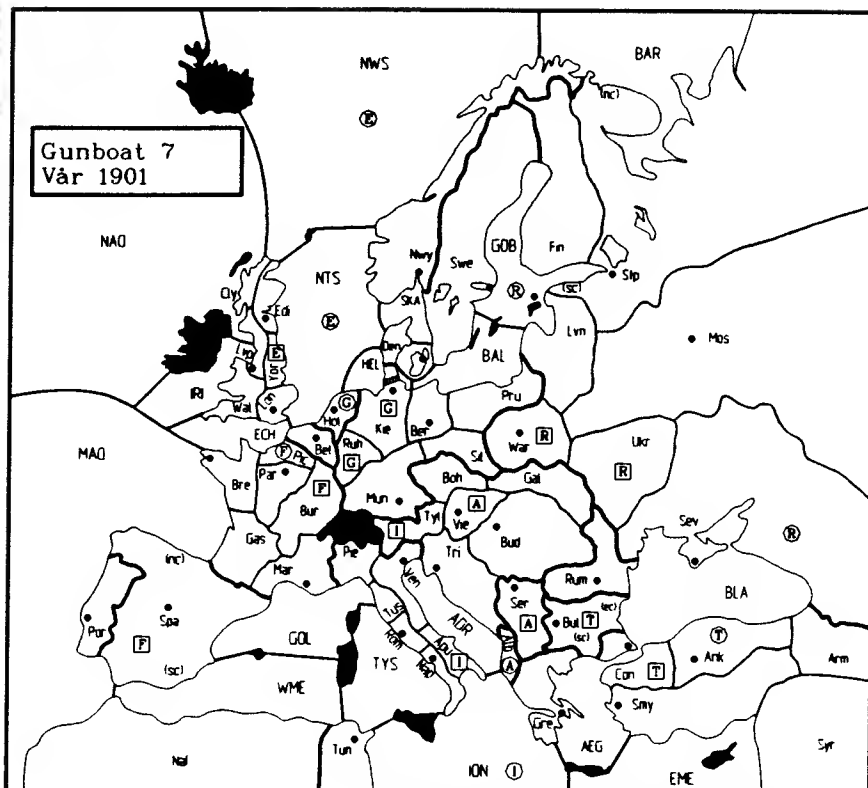 NWS
BAR
(nc)
E
Gunboat 7
Vår 1901
NAO
NTS
Nwy
Swe
GOB
Fin
Stp
(sc)
R
Cly
Edi
SKA
E
Lvn
Mos
Lvp
E
Yor
Den
HEL
BAL
IRI
Wal
Lon
Hol
G
G
Kie
Ber
Pru
War
R
Ukr
ECH
Bel
Ruh
Sil
MAO
F
Pic
G
R
Bre
Par
F
Bur
Mun
Boh
Gal
A
Vie
Tyl
Bud
Sev
R
Gas
I
Tri
(nc)
Mar
Pie
Ven
Rum
BLA
Ser
(ec)
Por
Spa
Tus
ADR
Bul
T
(sc)
T
F
GOL
Rom
Apu
A
Ank
Arm
(sc)
TYS
Nap
I
A
Con
T
WME
Gre
Smy
Naf
Tun
AEG
Syr
ION
I
EME